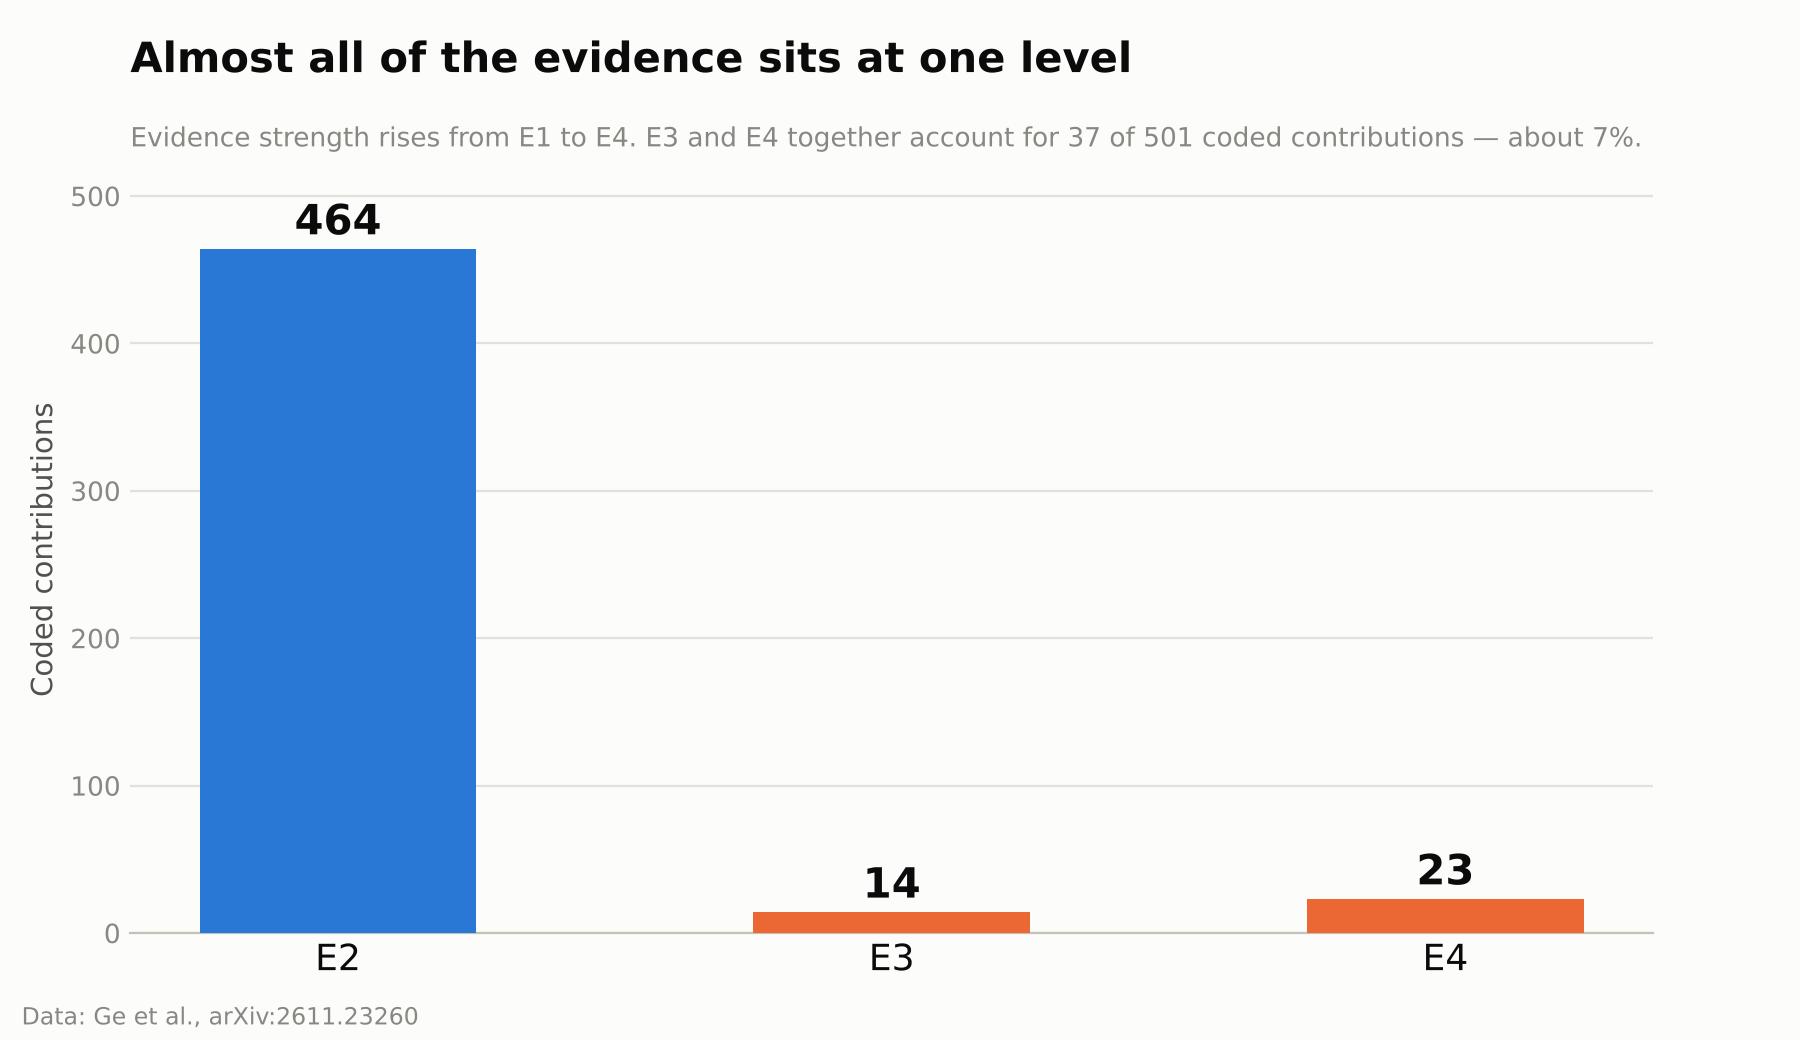 Almost all of the evidence sits at one level
Evidence strength rises from E1 to E4. E3 and E4 together account for 37 of 501 coded contributions — about 7%.
Coded contributions
500
400
300
200
100
0
464
14
23
E2
E3
E4
Data: Ge et al., arXiv:2611.23260